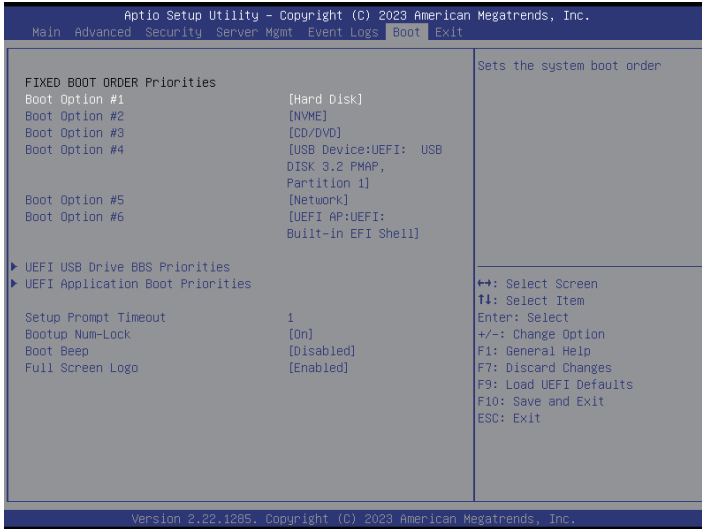 Aptio Setup Utility – Copyright (C) 2023 American Megatrends, Inc.
Main Advanced Security Server Mgmt Event Logs Boot Exit
FIXED BOOT ORDER Priorities
Boot Option #1 [Hard Disk]
Boot Option #2 [NVME]
Boot Option #3 [CD/DVD]
Boot Option #4 [USB Device:UEFI: USB
DISK 3.2 PMAP,
Partition 1]
Boot Option #5 [Network]
Boot Option #6 [UEFI AP:UEFI:
Built-in EFI Shell]
UEFI USB Drive BBS Priorities
UEFI Application Boot Priorities
Setup Prompt Timeout 1
Bootup Num-Lock [On]
Boot Beep [Disabled]
Full Screen Logo [Enabled]
Sets the system boot order
↔: Select Screen
↑↓: Select Item
Enter: Select
+/-: Change Option
F1: General Help
F7: Discard Changes
F9: Load UEFI Defaults
F10: Save and Exit
ESC: Exit
Version 2.22.1285. Copyright (C) 2023 American Megatrends, Inc.